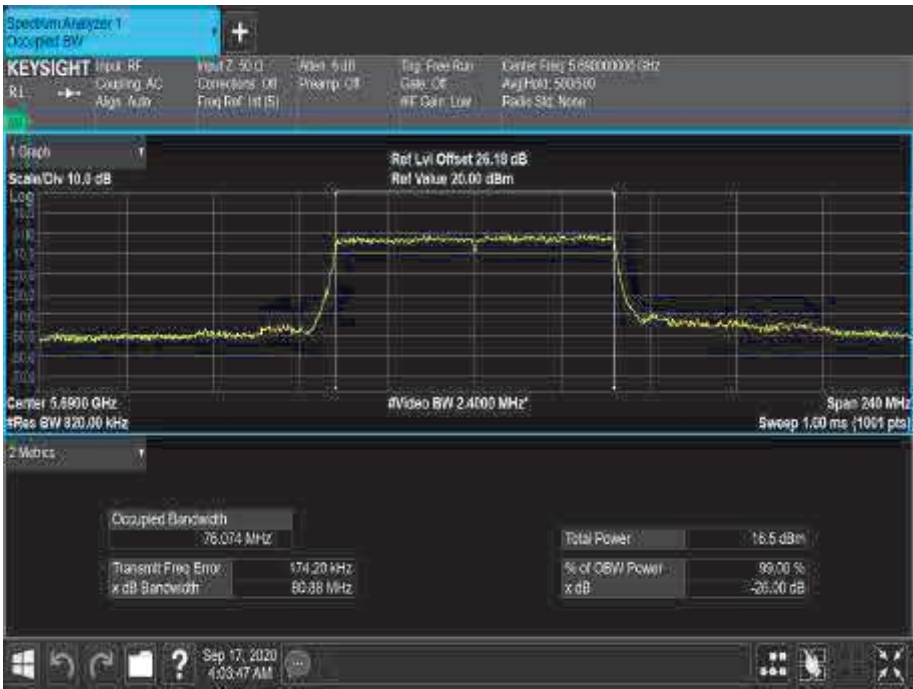 Spectrum Analyzer 1
Occupied BW
+
KEYSIGHT Input: RF Input Z: 50 Ω Atten: 6 dB Trig: Free Run Center Freq: 5.690000000 GHz
Coupling: AC Corrections: Off Preamp: Off Gate: Off Avg|Hold: 500/500
Align: Auto Freq Ref: Int (S) #IF Gain: Low Radio Std: None
1 Graph
Scale/Div 10.0 dB
Ref Lvl Offset 26.18 dB
Ref Value 20.00 dBm
Log
Center 5.6900 GHz #Video BW 2.4000 MHz* Span 240 MHz
#Res BW 820.00 kHz Sweep 1.00 ms (1001 pts)
2 Metrics
Occupied Bandwidth
76.074 MHz
Total Power 16.5 dBm
Transmit Freq Error 174.20 kHz % of OBW Power 99.00 %
x dB Bandwidth 80.88 MHz x dB -26.00 dB
?
Sep 17, 2020
4:03:47 AM